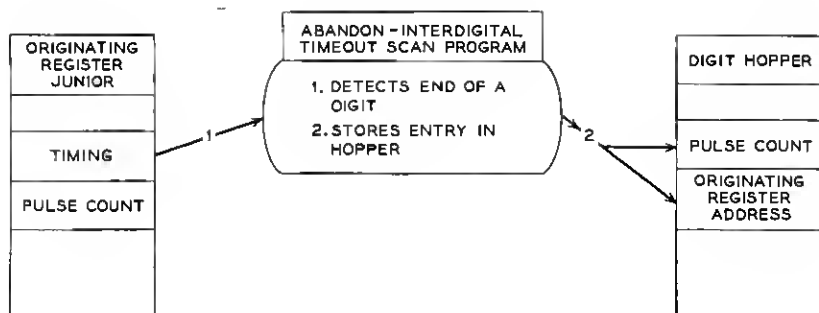 ORIGINATING
REGISTER
JUNIOR
TIMING
PULSE COUNT
1
ABANDON-INTERDIGITAL
TIMEOUT SCAN PROGRAM
1. DETECTS END OF A
DIGIT
2. STORES ENTRY IN
HOPPER
2
DIGIT HOPPER
PULSE COUNT
ORIGINATING
REGISTER
ADDRESS